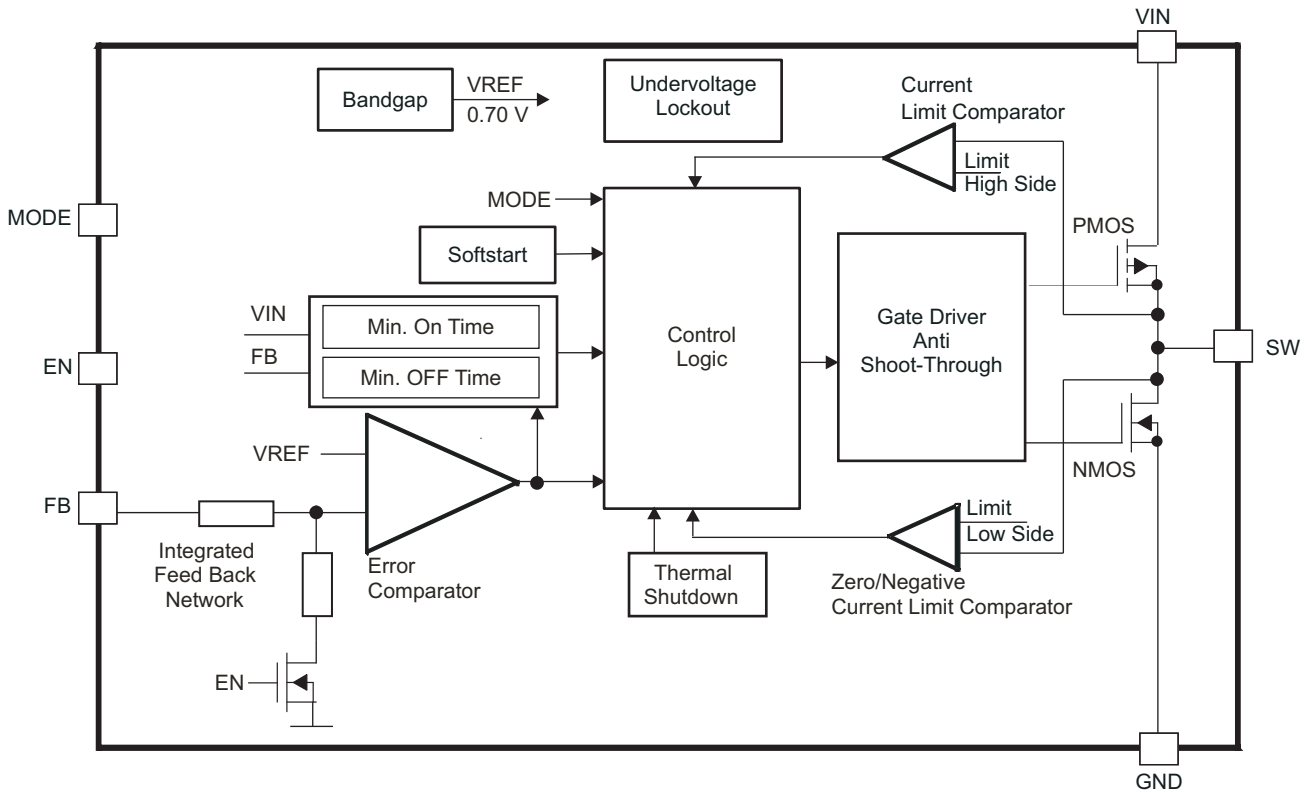 VIN
Bandgap
VREF
0.70 V
Undervoltage
Lockout
Current
Limit Comparator
Limit
High Side
MODE
MODE
PMOS
Softstart
VIN
FB
Min. On Time
Min. OFF Time
Control
Logic
Gate Driver
Anti
Shoot-Through
SW
EN
VREF
NMOS
FB
Integrated
Feed Back
Network
Error
Comparator
Thermal
Shutdown
Limit
Low Side
Zero/Negative
Current Limit Comparator
EN
GND